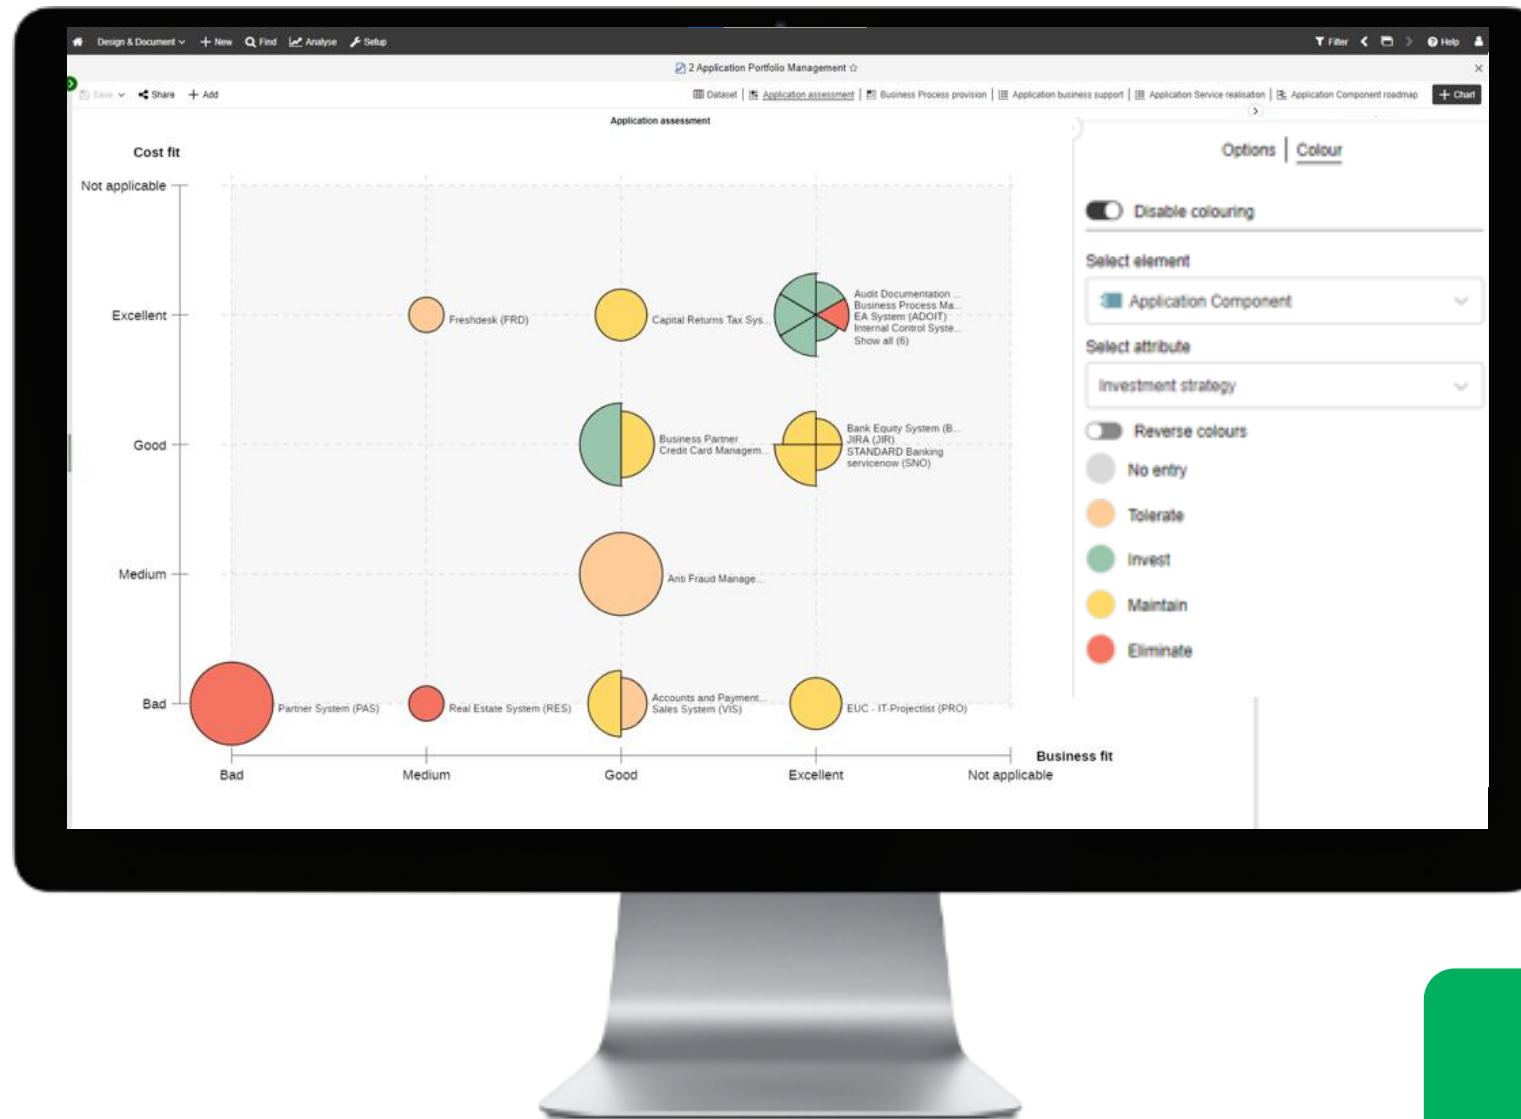 Design & Document + New Find Analyse Setup Filter Help
2 Application Portfolio Management
Save Share + Add Dataset | Application assessment | Business Process provision | Application business support | Application Service realisation | Application Component roadmap + Chart
Application assessment
Options | Colour
Cost fit
Not applicable
Disable colouring
Select element
Application Component
Select attribute
Investment strategy
Reverse colours
No entry
Tolerate
Invest
Maintain
Eliminate
Excellent
Freshdesk (FRD)
Capital Returns Tax Sys...
Audit Documentation ...
Business Process Ma...
EA System (ADOIT)
Internal Control Syste...
Show all (6)
Good
Business Partner
Credit Card Managem...
Bank Equity System (B...
JIRA (JIR)
STANDARD Banking
servicenow (SNO)
Medium
Anti Fraud Manage...
Bad
Partner System (PAS)
Real Estate System (RES)
Accounts and Payment...
Sales System (VIS)
EUC - IT-Projectlist (PRO)
Business fit
Bad Medium Good Excellent Not applicable